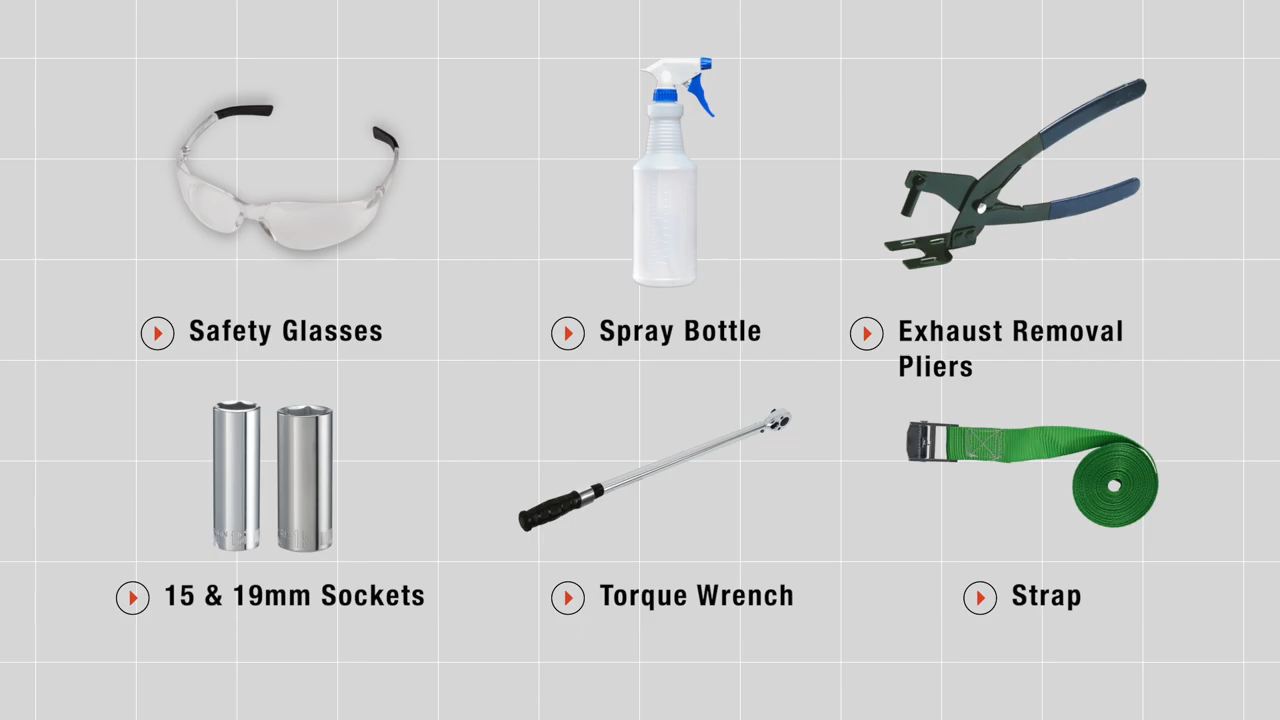 Safety Glasses
Spray Bottle
Exhaust Removal
Pliers
15 & 19mm Sockets
Torque Wrench
Strap